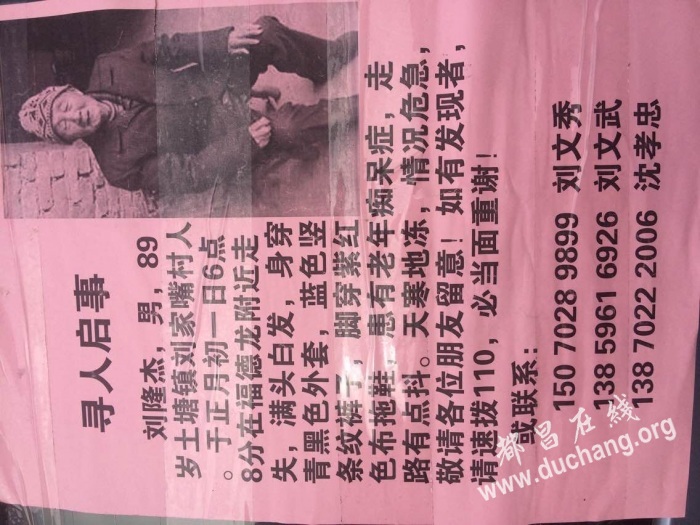 寻人启事
刘隆杰，男，89
岁土塘镇刘家嘴村人
。于正月初一日6点
8分在福德龙附近走
失，满头白发，身穿
青黑色外套，蓝色竖
条纹裤子，脚穿紫红
色布拖鞋，患有老年痴呆症，走
路有点抖。天寒地冻，情况危急，
敬请各位朋友留意！如有发现者，
请速拨110，必当面重谢！
或联系：
150 7028 9899 刘文秀
138 5961 6926 刘文武
138 7022 2006 沈孝忠
都昌在线
www.duchang.org